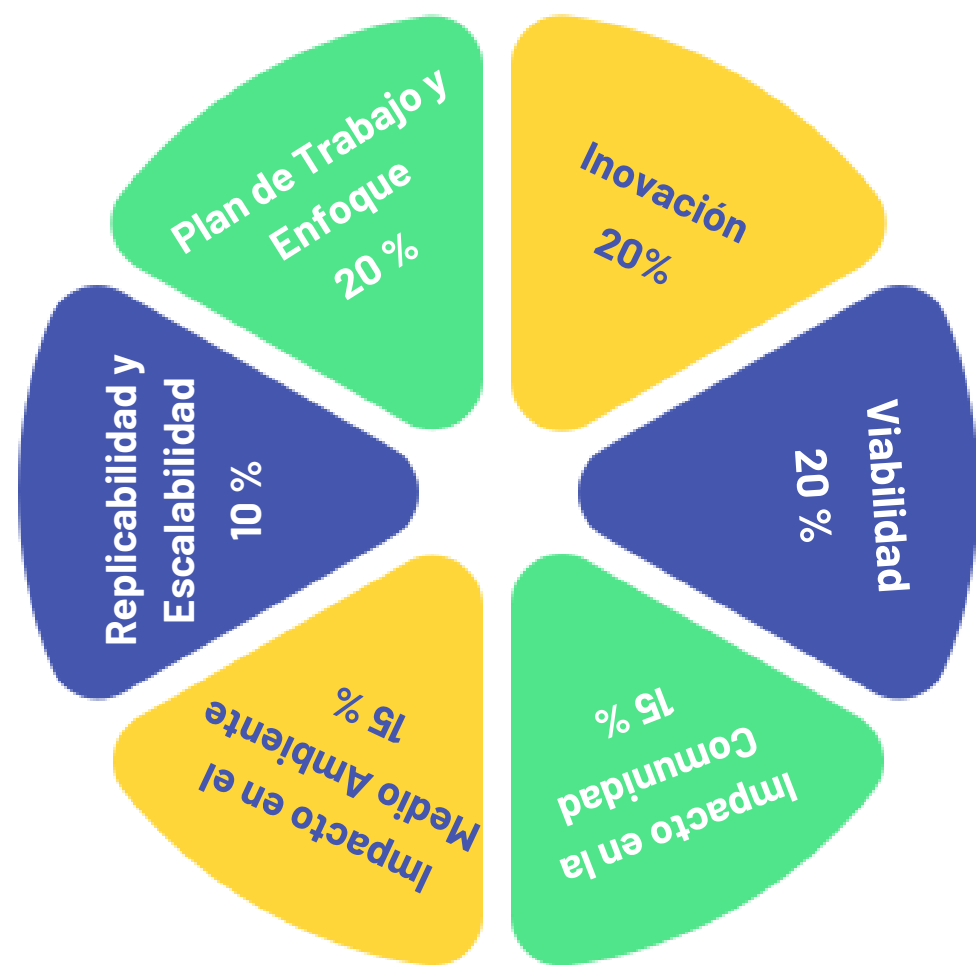 Plan de Trabajo y
Enfoque
20 %
Inovación
20%
Viabilidad
20 %
Impacto en la
Comunidad
15 %
Impacto en el
Medio Ambiente
15 %
Replicabilidad y
Escalabilidad
10 %